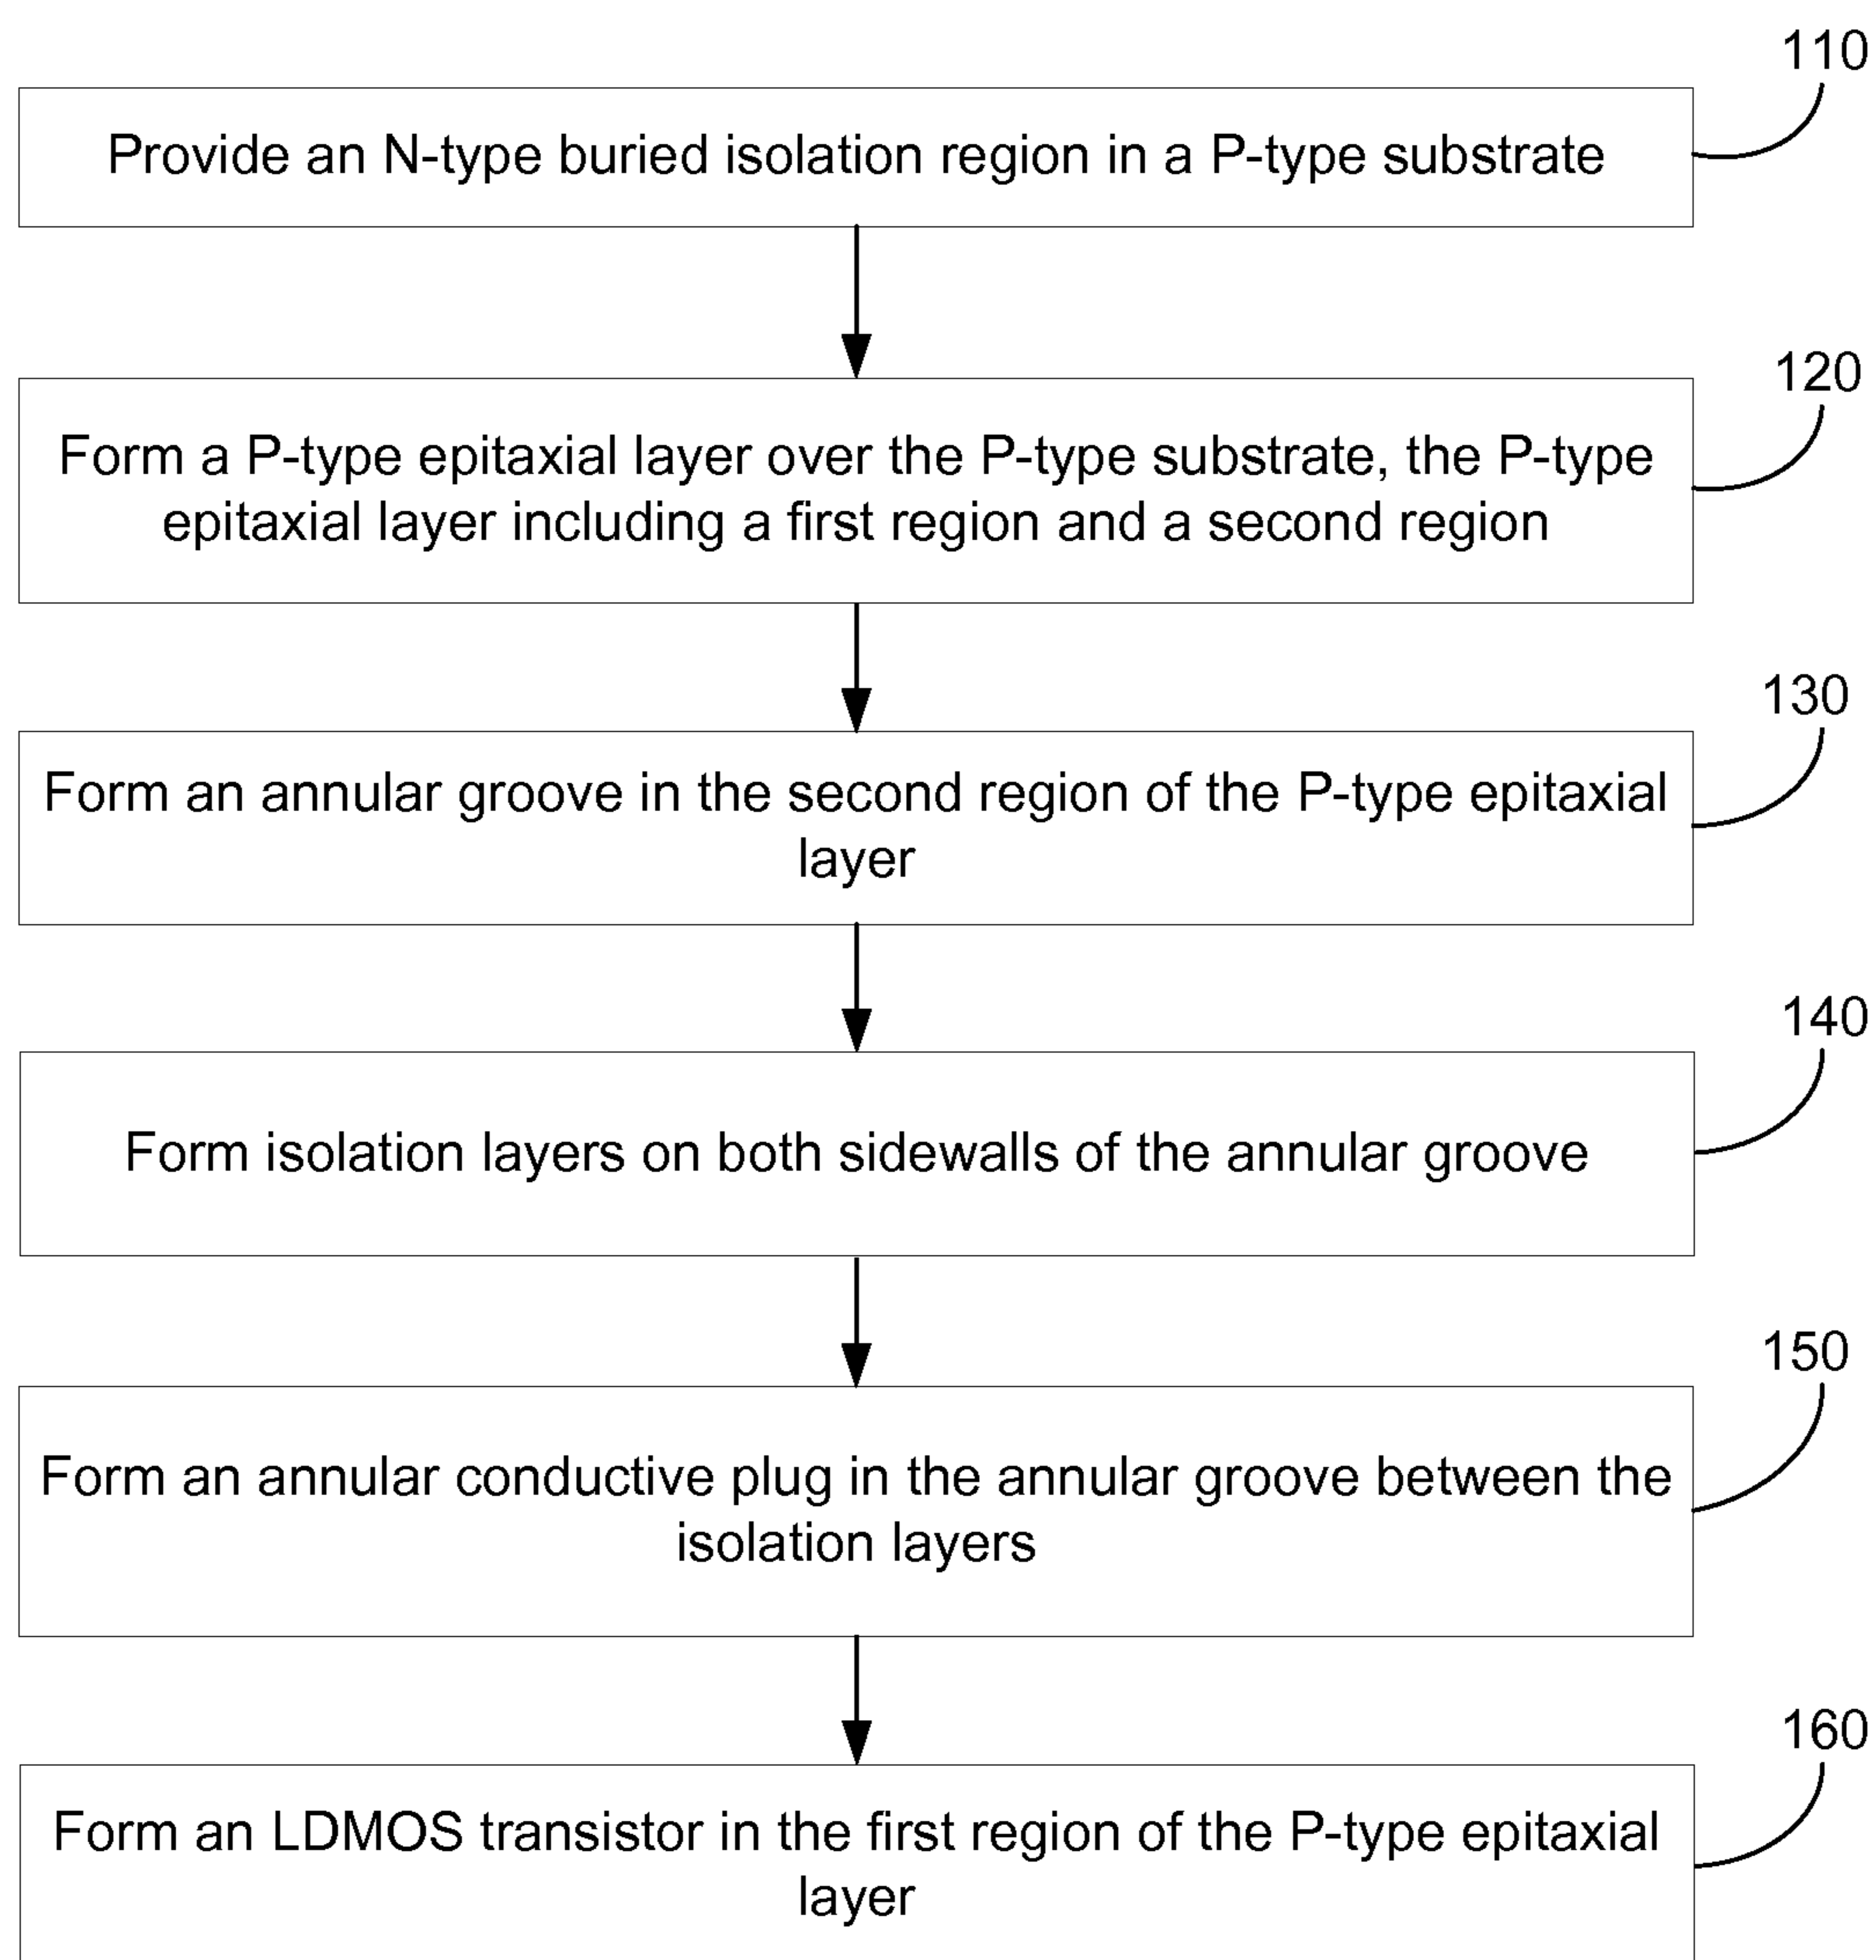 110
Provide an N-type buried isolation region in a P-type substrate
120
Form a P-type epitaxial layer over the P-type substrate, the P-type
epitaxial layer including a first region and a second region
130
Form an annular groove in the second region of the P-type epitaxial
layer
140
Form isolation layers on both sidewalls of the annular groove
150
Form an annular conductive plug in the annular groove between the
isolation layers
160
Form an LDMOS transistor in the first region of the P-type epitaxial
layer